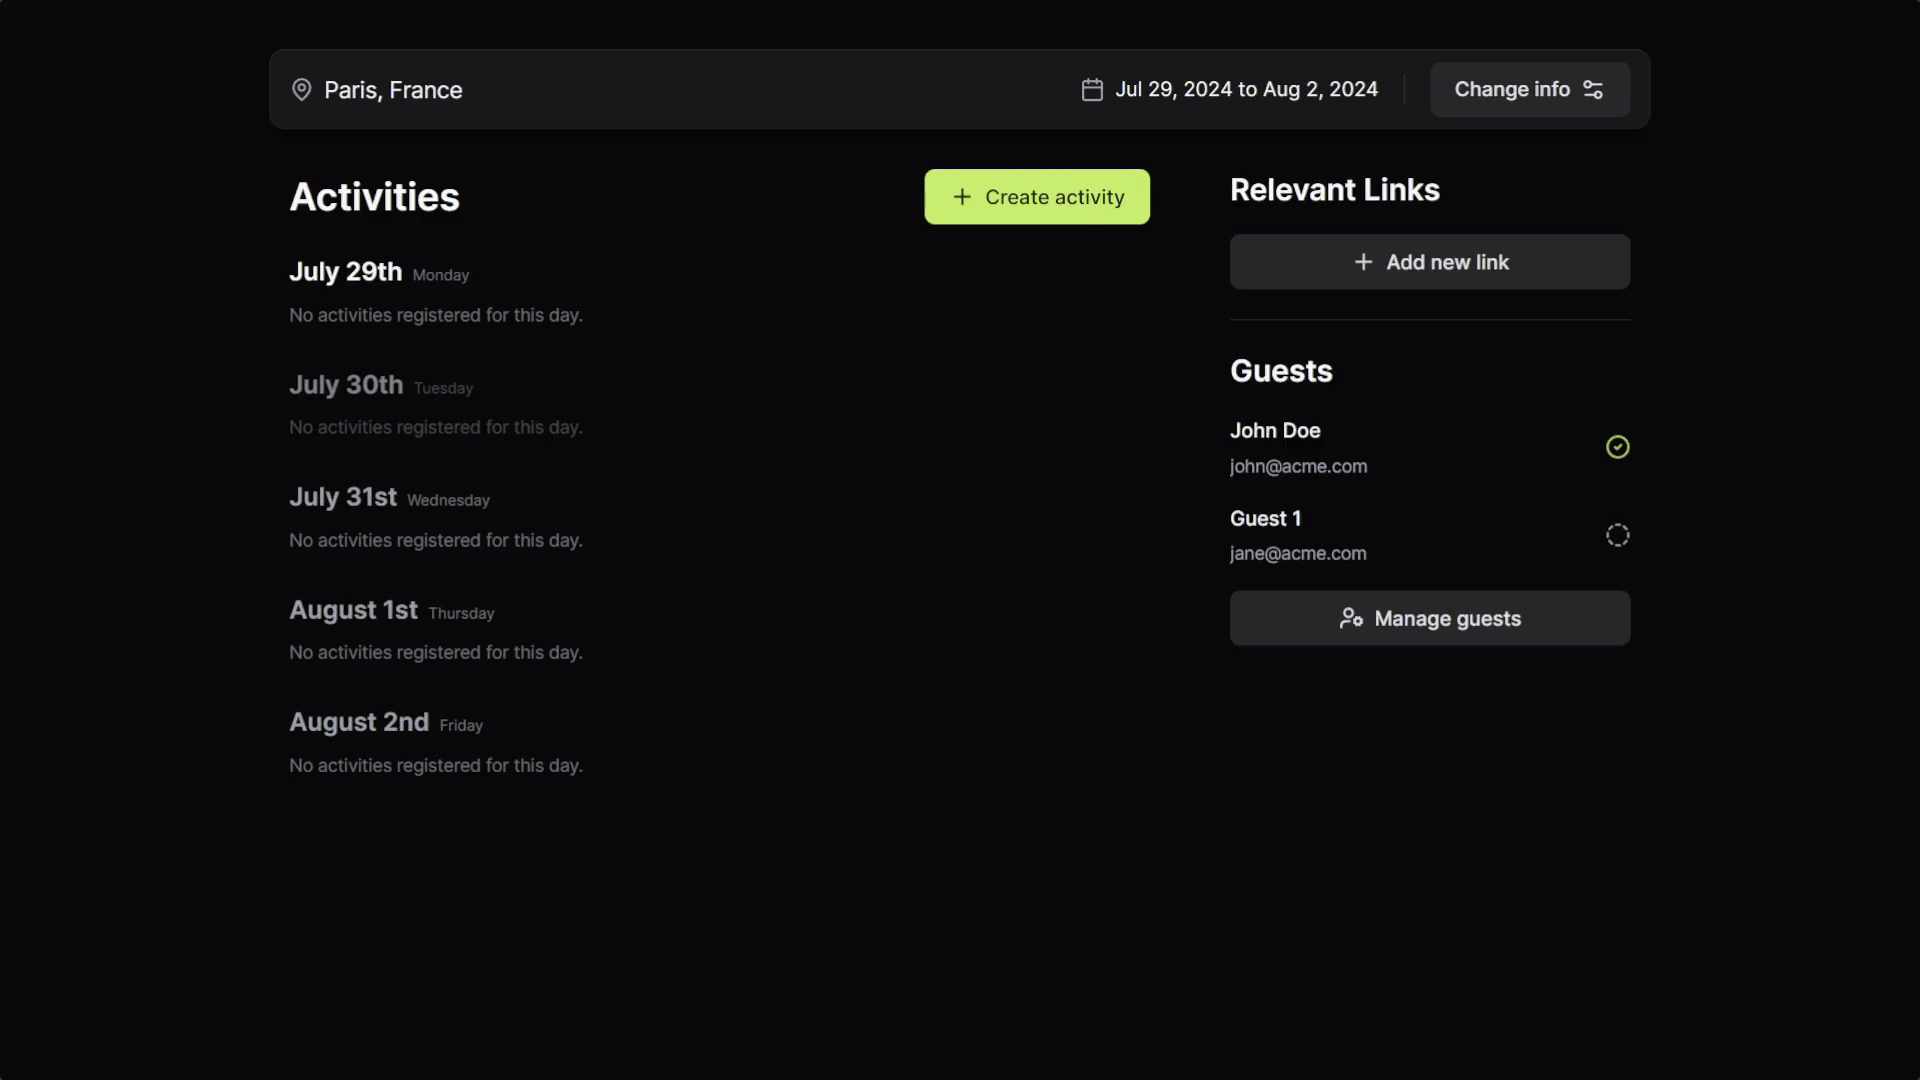 Paris, France
Jul 29, 2024 to Aug 2, 2024
Change info
Activities
Create activity
July 29th Monday
No activities registered for this day.
July 30th Tuesday
No activities registered for this day.
July 31st Wednesday
No activities registered for this day.
August 1st Thursday
No activities registered for this day.
August 2nd Friday
No activities registered for this day.
Relevant Links
Add new link
Guests
John Doe
john@acme.com
Guest 1
jane@acme.com
Manage guests